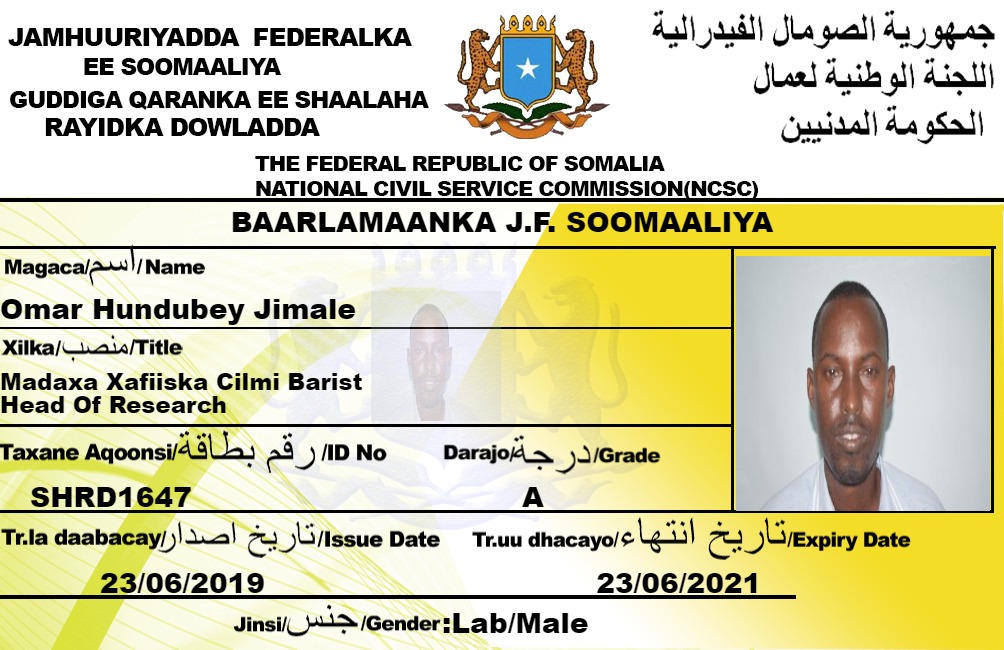 JAMHUURIYADDA FEDERALKA
EE SOOMAALIYA
GUDDIGA QARANKA EE SHAALAHA
RAYIDKA DOWLADDA
جمهورية الصومال الفيدرالية
اللجنة الوطنية لعمال
الحكومة المدنيين
THE FEDERAL REPUBLIC OF SOMALIA
NATIONAL CIVIL SERVICE COMMISSION(NCSC)
BAARLAMAANKA J.F. SOOMAALIYA
Magaca/اسم/Name
Omar Hundubey Jimale
Xilka/منصب/Title
Madaxa Xafiiska Cilmi Barist
Head Of Research
Taxane Aqoonsi/رقم بطاقة/ID No
SHRD1647
Darajo/درجة/Grade
A
Tr.la daabacay/تاريخ اصدار/Issue Date
23/06/2019
Tr.uu dhacayo/تاريخ انتهاء/Expiry Date
23/06/2021
Jinsi/جنس/Gender:Lab/Male